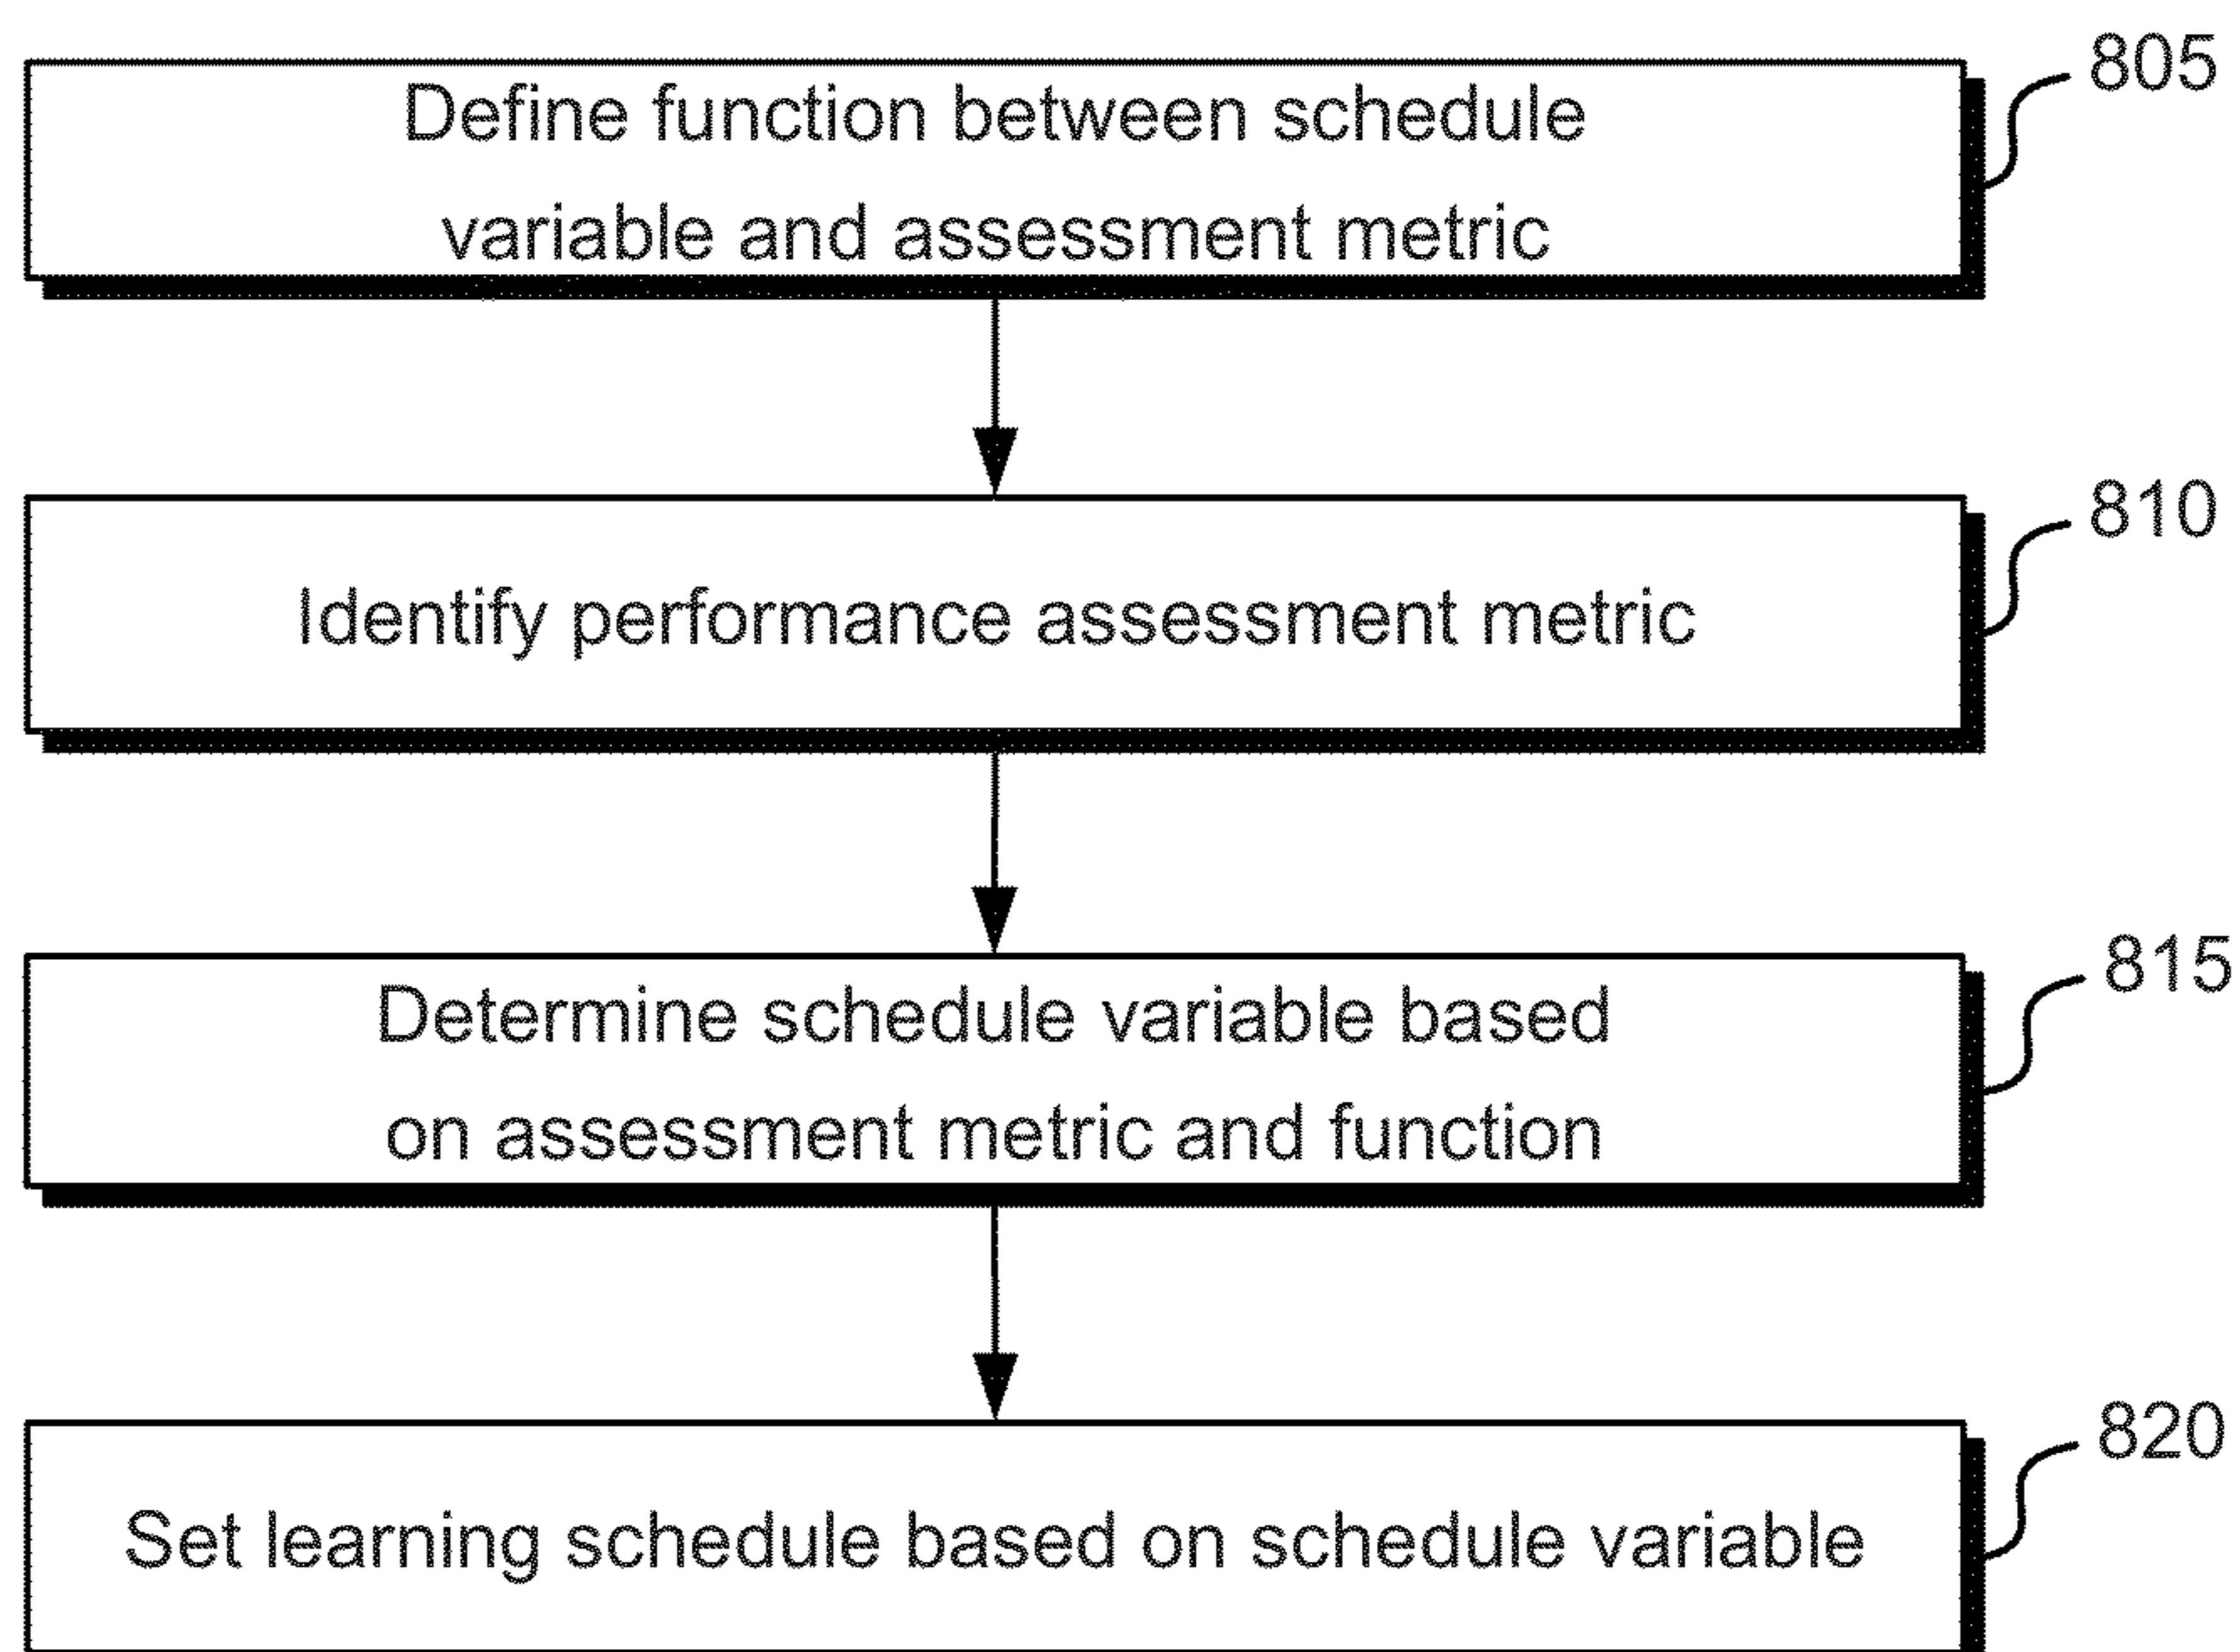 Define function between schedule
variable and assessment metric
805
Identify performance assessment metric
810
Determine schedule variable based
on assessment metric and function
815
Set learning schedule based on schedule variable
820